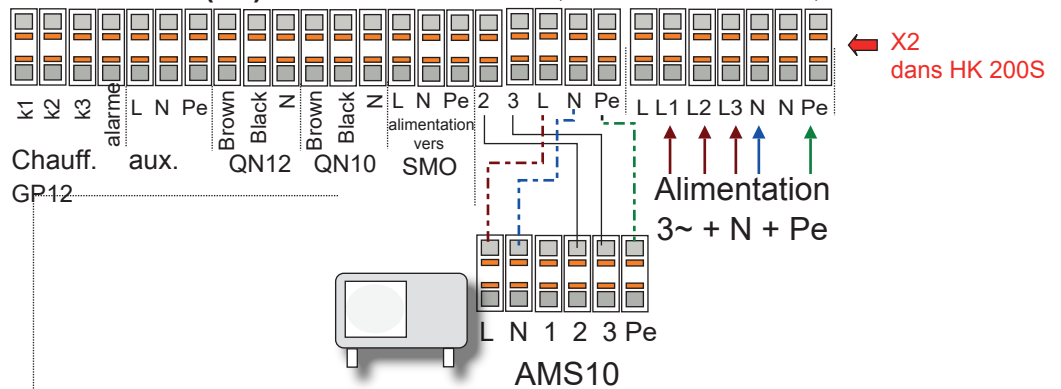 X2
dans HK 200S
k1 k2 k3 alarme L N Pe Brown Black N Brown Black N L N Pe 2 3 L N Pe L L1 L2 L3 N N Pe
alimentation
vers
Chauff. aux. QN12 QN10 SMO
GP12
Alimentation
3~ + N + Pe
L N 1 2 3 Pe
AMS10